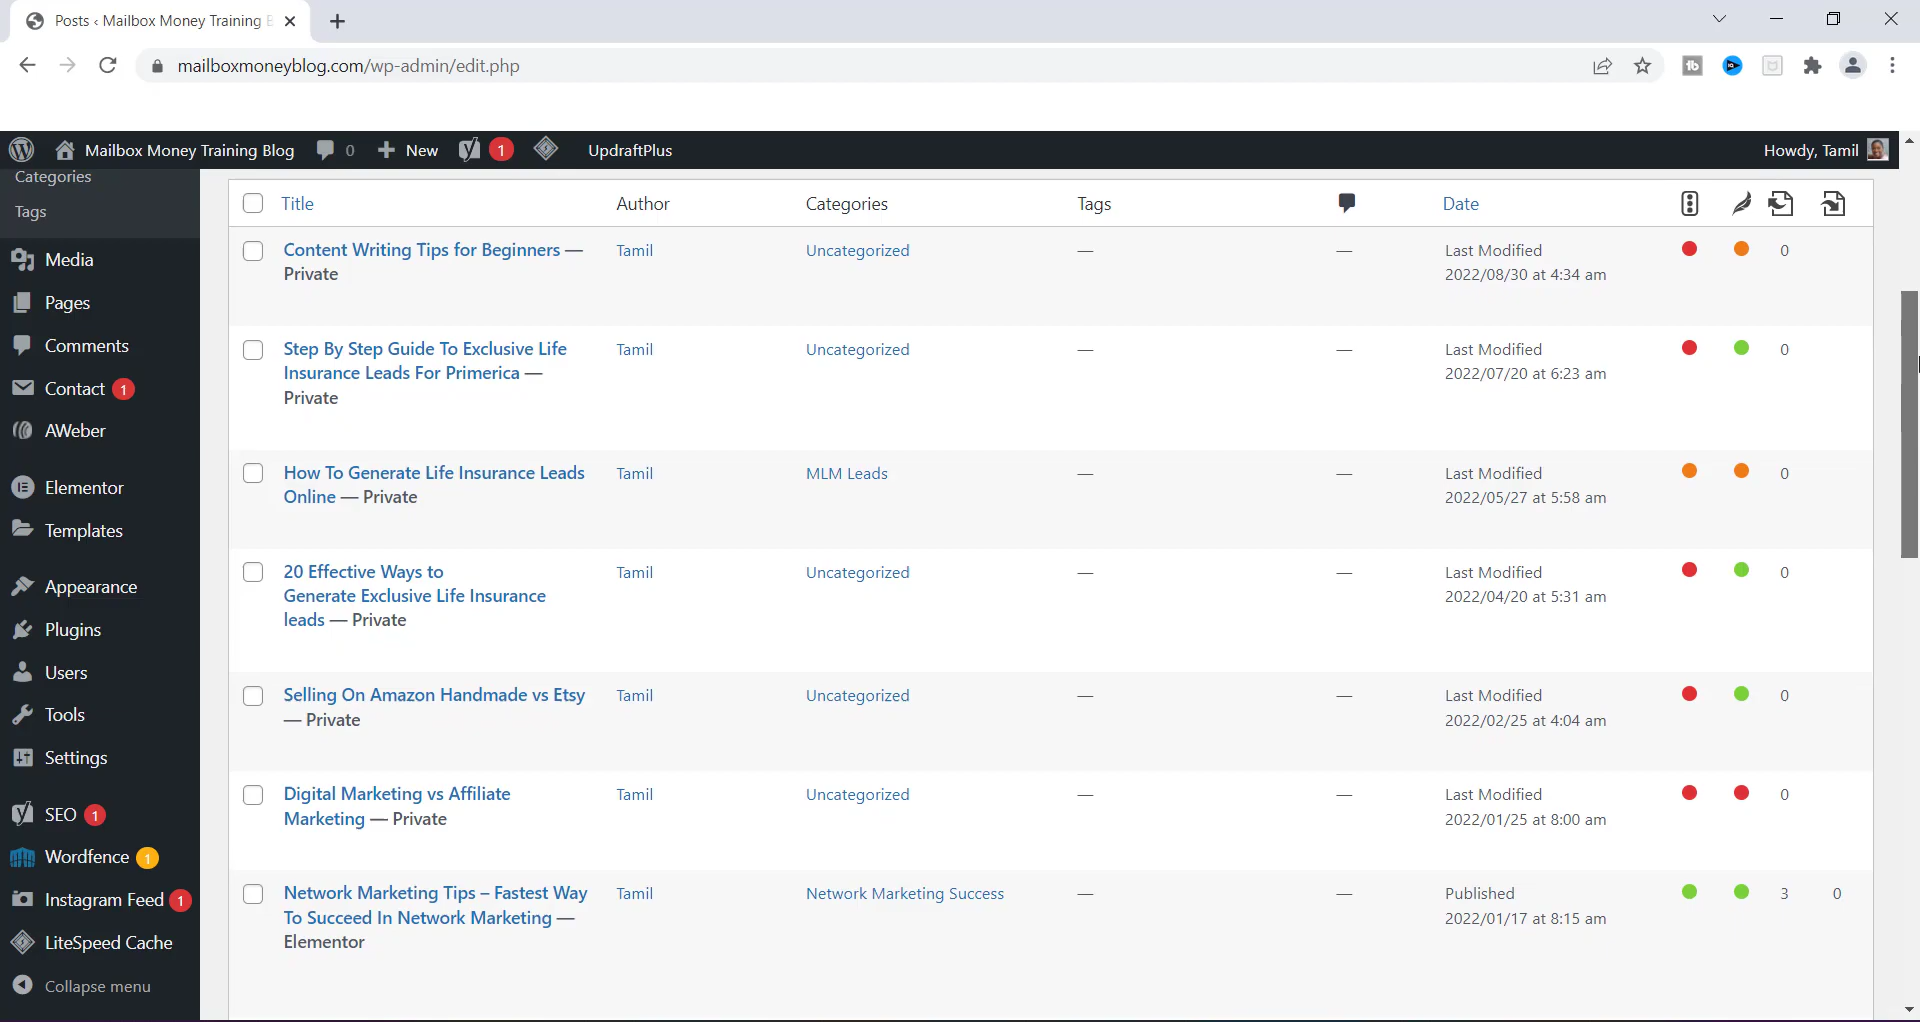 Posts ‹ Mailbox Money Training B
mailboxmoneyblog.com/wp-admin/edit.php
Mailbox Money Training Blog
0
New
1
UpdraftPlus
Howdy, Tamil
Categories
Tags
Media
Pages
Comments
Contact 1
AWeber
Elementor
Templates
Appearance
Plugins
Users
Tools
Settings
SEO 1
Wordfence 1
Instagram Feed 1
LiteSpeed Cache
Collapse menu
Title Author Categories Tags Date
Content Writing Tips for Beginners — Tamil Uncategorized — — Last Modified 0
Private 2022/08/30 at 4:34 am
Step By Step Guide To Exclusive Life Tamil Uncategorized — — Last Modified 0
Insurance Leads For Primerica — 2022/07/20 at 6:23 am
Private
How To Generate Life Insurance Leads Tamil MLM Leads — — Last Modified 0
Online — Private 2022/05/27 at 5:58 am
20 Effective Ways to Tamil Uncategorized — — Last Modified 0
Generate Exclusive Life Insurance 2022/04/20 at 5:31 am
leads — Private
Selling On Amazon Handmade vs Etsy Tamil Uncategorized — — Last Modified 0
— Private 2022/02/25 at 4:04 am
Digital Marketing vs Affiliate Tamil Uncategorized — — Last Modified 0
Marketing — Private 2022/01/25 at 8:00 am
Network Marketing Tips – Fastest Way Tamil Network Marketing Success — — Published 3 0
To Succeed In Network Marketing — 2022/01/17 at 8:15 am
Elementor